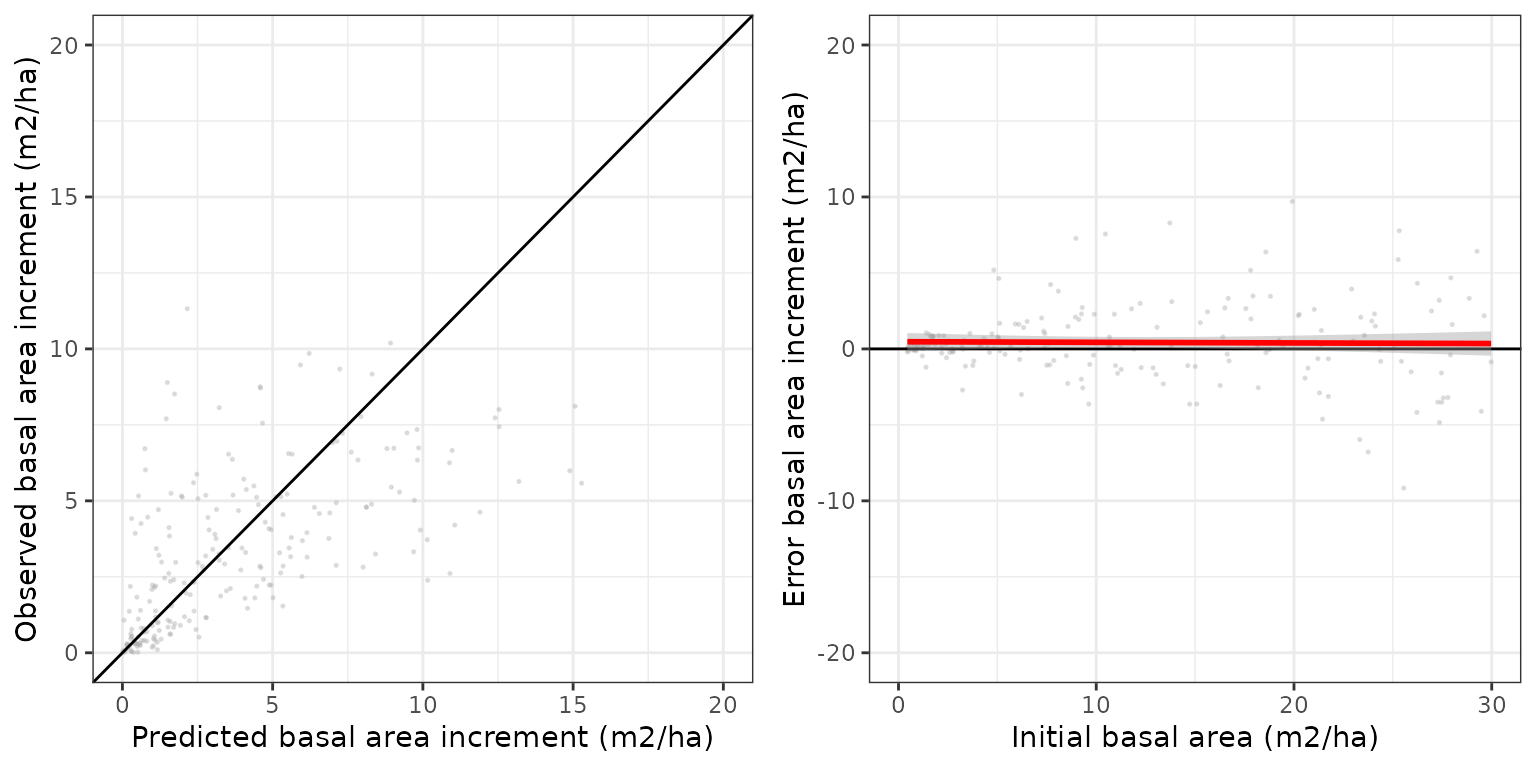 Observed basal area increment (m2/ha)
20
15
10
5
0
0 5 10 15 20
Predicted basal area increment (m2/ha)
Error basal area increment (m2/ha)
20
10
0
-10
-20
0 10 20 30
Initial basal area (m2/ha)